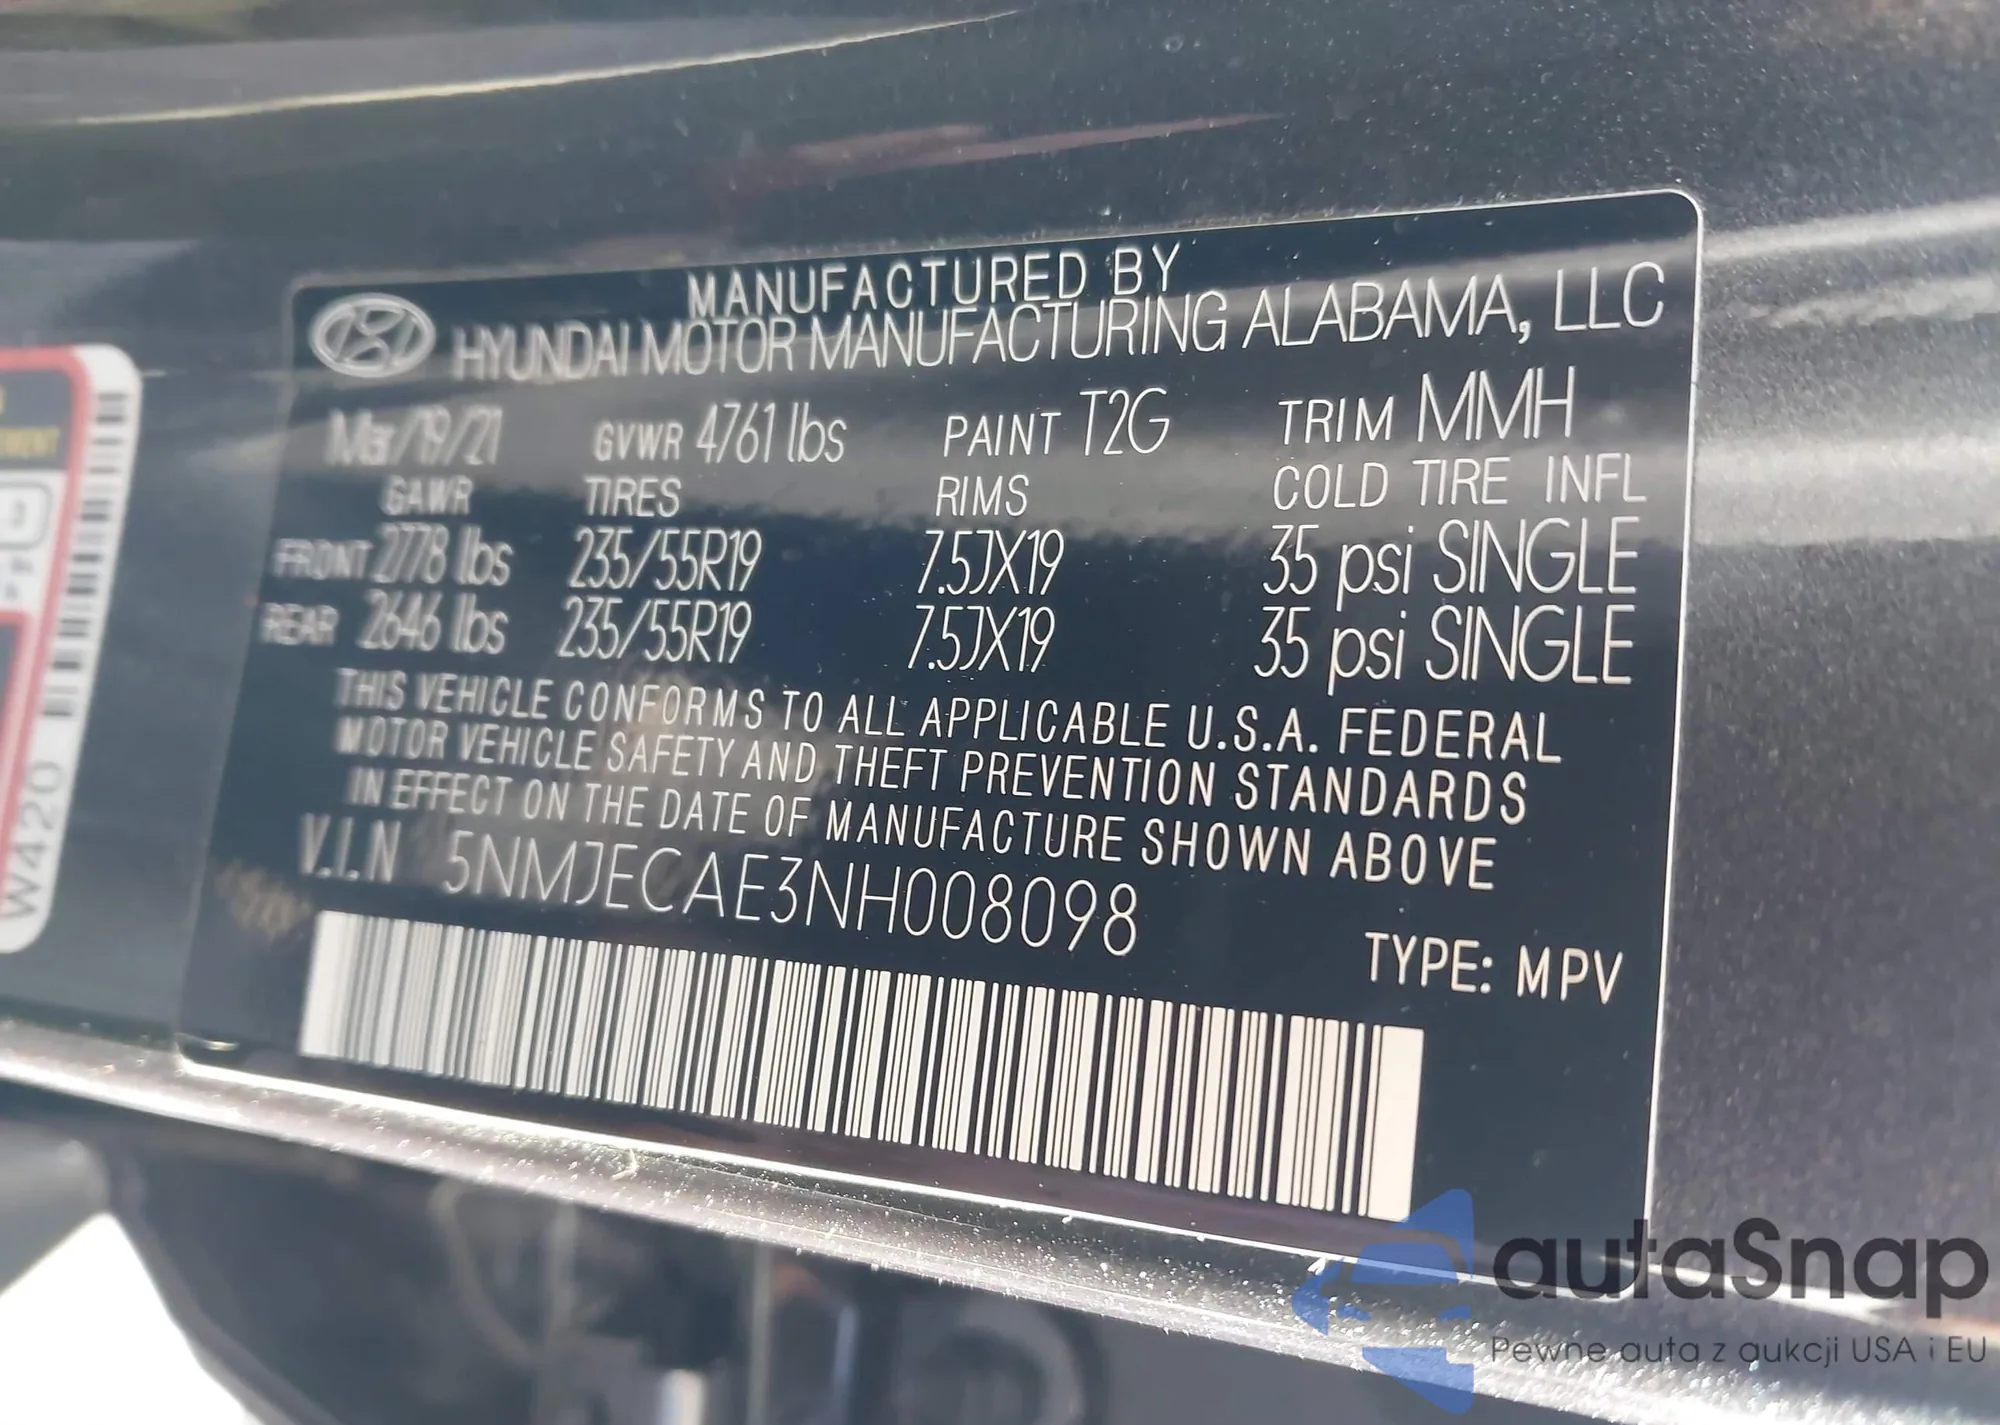 MANUFACTURED BY
HYUNDAI MOTOR MANUFACTURING ALABAMA, LLC
Mar/19/21 GVWR 4761 lbs PAINT T2G TRIM MMH
GAWR TIRES RIMS COLD TIRE INFL
FRONT 2778 lbs 235/55R19 7.5JX19 35 psi SINGLE
REAR 2646 lbs 235/55R19 7.5JX19 35 psi SINGLE
THIS VEHICLE CONFORMS TO ALL APPLICABLE U.S.A. FEDERAL
MOTOR VEHICLE SAFETY AND THEFT PREVENTION STANDARDS
IN EFFECT ON THE DATE OF MANUFACTURE SHOWN ABOVE
V.I.N 5NMJECAE3NH008098
TYPE: MPV
W420
autaSnap
Pewne auta z aukcji USA i EU